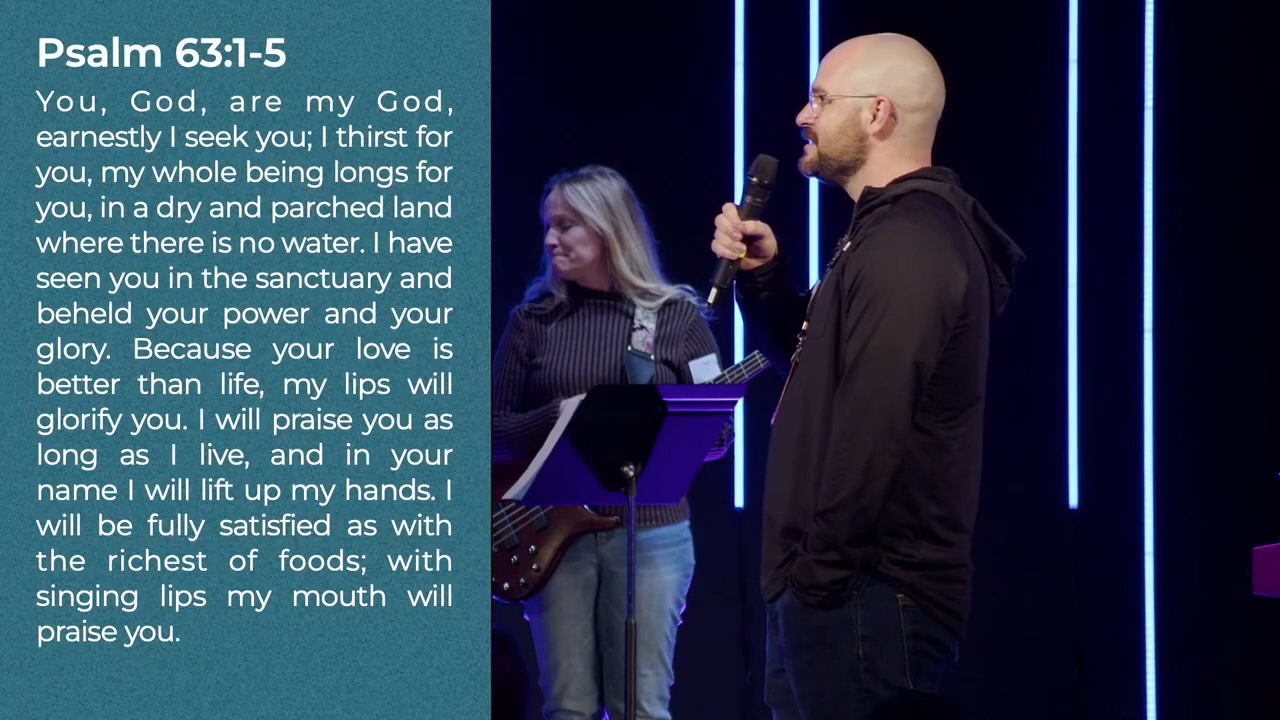 Psalm 63:1-5
You, God, are my God,
earnestly I seek you; I thirst for
you, my whole being longs for
you, in a dry and parched land
where there is no water. I have
seen you in the sanctuary and
beheld your power and your
glory. Because your love is
better than life, my lips will
glorify you. I will praise you as
long as I live, and in your
name I will lift up my hands. I
will be fully satisfied as with
the richest of foods; with
singing lips my mouth will
praise you.